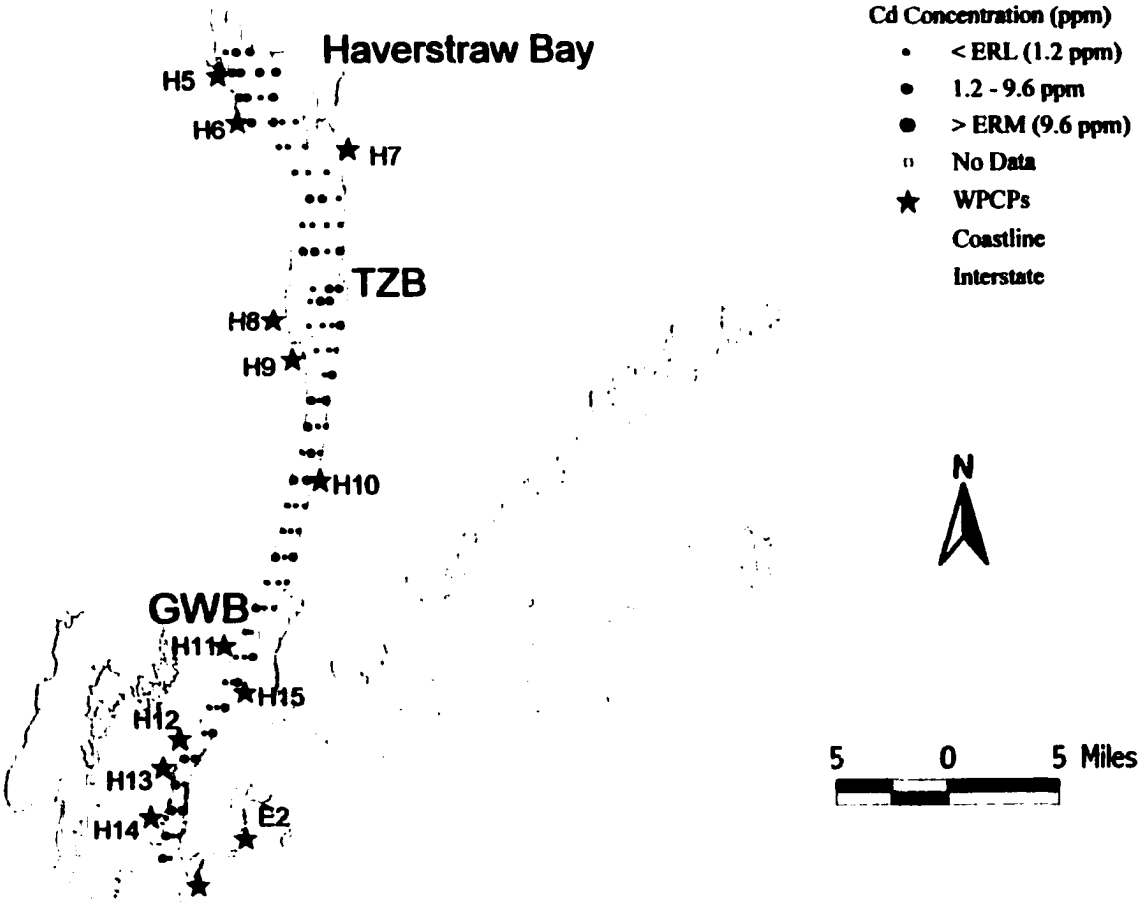 Cd Concentration (ppm)
< ERL (1.2 ppm)
1.2 - 9.6 ppm
> ERM (9.6 ppm)
No Data
WPCPs
Coastline
Interstate
Haverstraw Bay
H5
H6
H7
TZB
H8
H9
H10
N
GWB
H11
H15
H12
H13
H14
E2
5 0 5 Miles